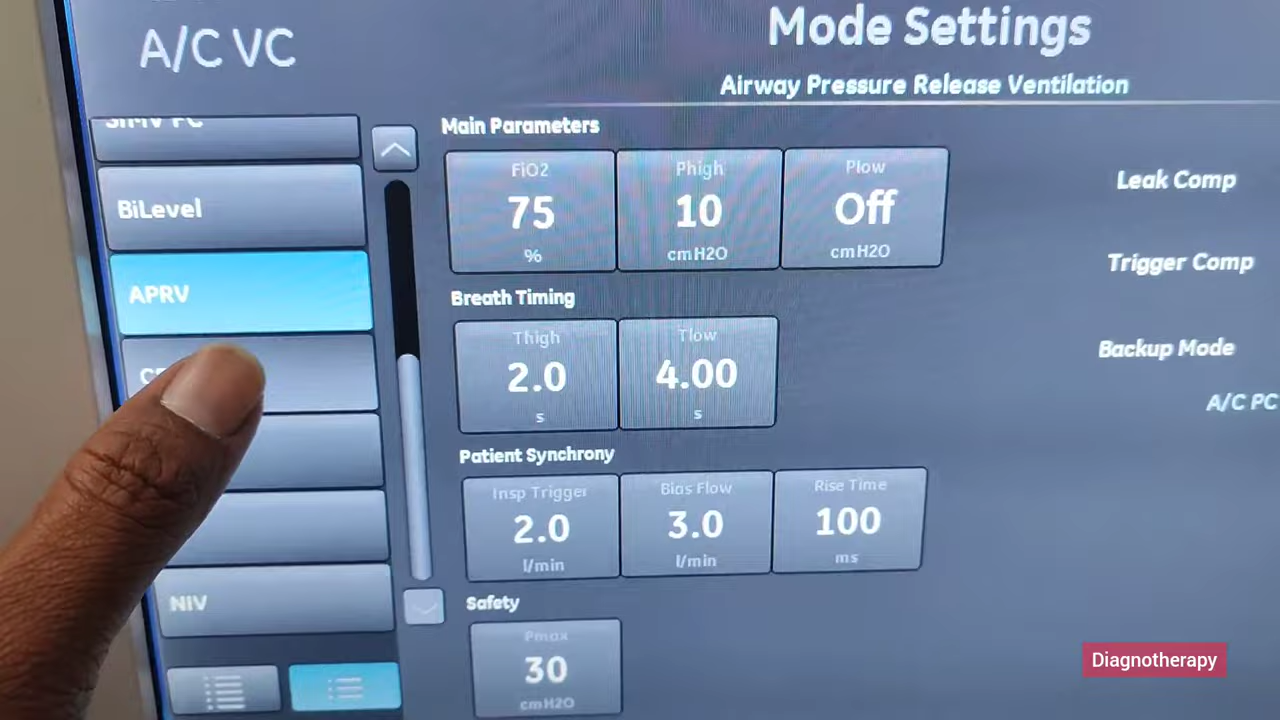 A/C VC
Mode Settings
Airway Pressure Release Ventilation
SIMV PC
BiLevel
APRV
NIV
Main Parameters
FiO2
75
%
Phigh
10
cmH2O
Plow
Off
cmH2O
Breath Timing
Thigh
2.0
s
Tlow
4.00
s
Patient Synchrony
Insp Trigger
2.0
l/min
Bias Flow
3.0
l/min
Rise Time
100
ms
Safety
Pmax
30
cmH2O
Leak Comp
Trigger Comp
Backup Mode
A/C PC
Diagnotherapy